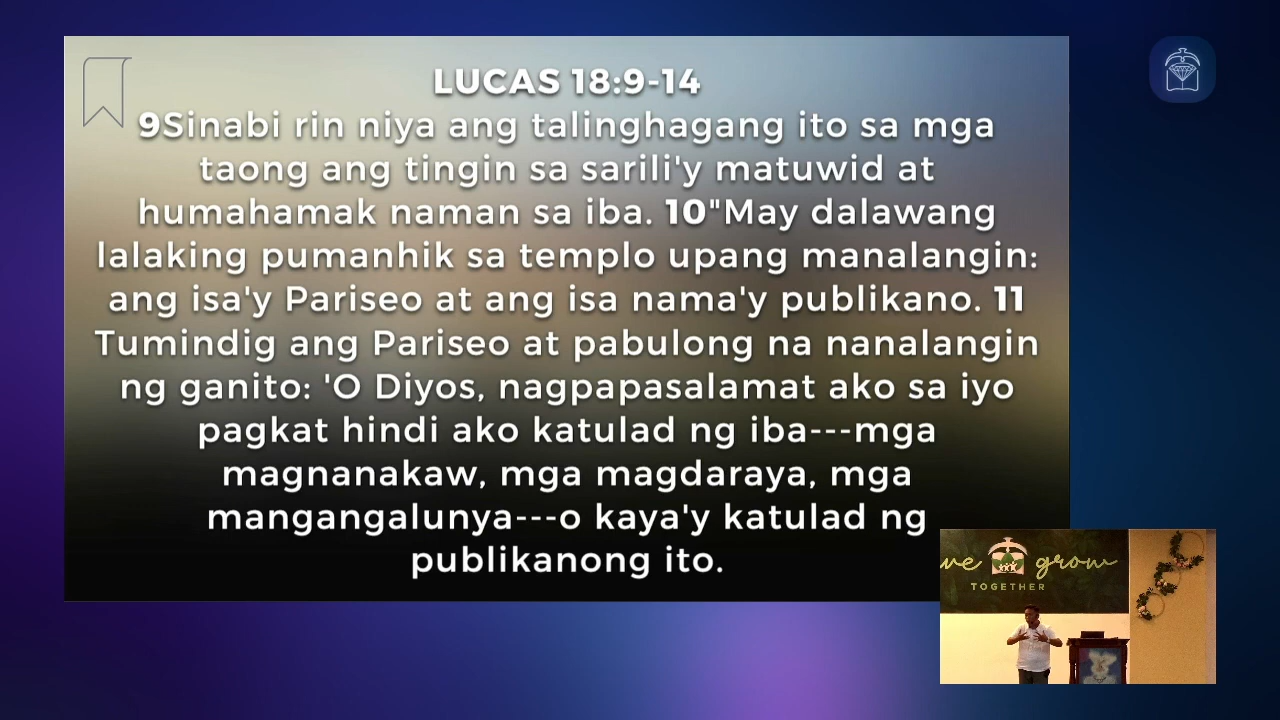 LUCAS 18:9-14
9Sinabi rin niya ang talinghagang ito sa mga
taong ang tingin sa sarili'y matuwid at
humahamak naman sa iba. 10"May dalawang
lalaking pumanhik sa templo upang manalangin:
ang isa'y Pariseo at ang isa nama'y publikano. 11
Tumindig ang Pariseo at pabulong na nanalangin
ng ganito: 'O Diyos, nagpapasalamat ako sa iyo
pagkat hindi ako katulad ng iba---mga
magnanakaw, mga magdaraya, mga
mangangalunya---o kaya'y katulad ng
publikanong ito.
we grow
TOGETHER